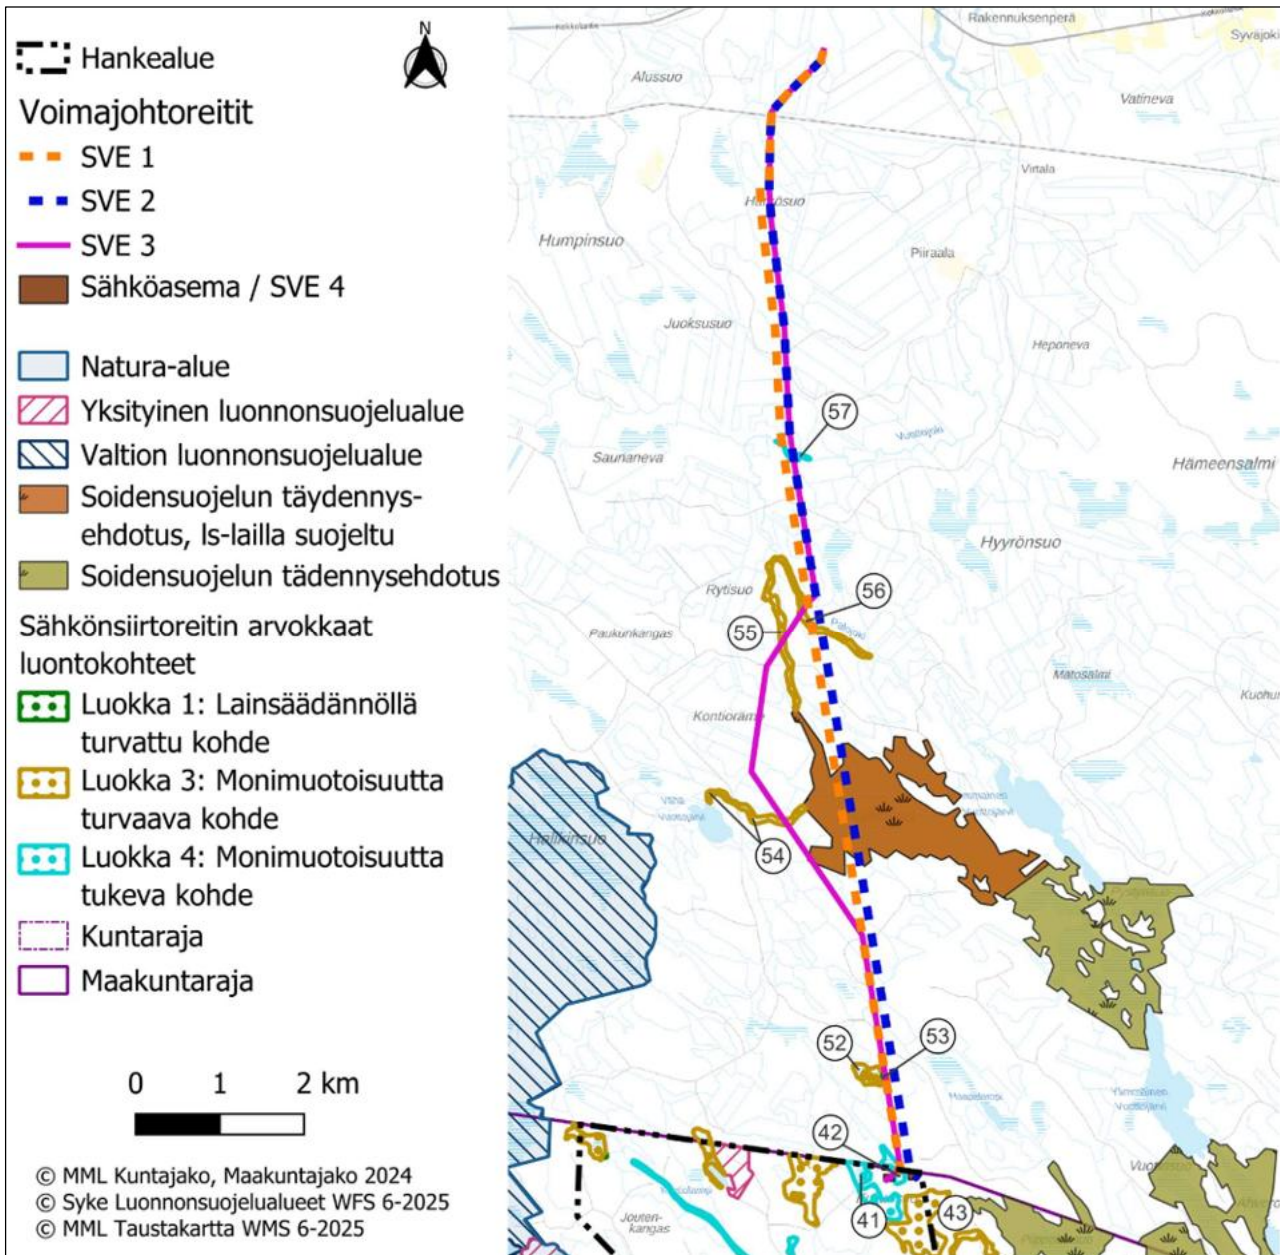 Hankealue
N
Voimajohtoreitit
SVE 1
SVE 2
SVE 3
Sähköasema / SVE 4
Natura-alue
Yksityinen luonnonsuojelualue
Valtion luonnonsuojelualue
Soidensuojelun täydennys-
ehdotus, ls-lailla suojeltu
Soidensuojelun tädennysehdotus
Sähkönsiirtoreitin arvokkaat
luontokohteet
Luokka 1: Lainsäädännöllä
turvattu kohde
Luokka 3: Monimuotoisuutta
turvaava kohde
Luokka 4: Monimuotoisuutta
tukeva kohde
Kuntaraja
Maakuntaraja
0 1 2 km
© MML Kuntajako, Maakuntajako 2024
© Syke Luonnonsuojelualueet WFS 6-2025
© MML Taustakartta WMS 6-2025
Rakennuksenperä
Syväjoki
Alussuo
Vatineva
Virtala
Humpinsuo
Piiraala
Juoksusuo
Heponeva
57
Saunaneva
Hämeensalmi
Hyyrönsuo
Rytisuo
56
55
Paukunkangas
Matosalmi
Kontioräme
54
52
53
42
41
43
Jouten-
kangas